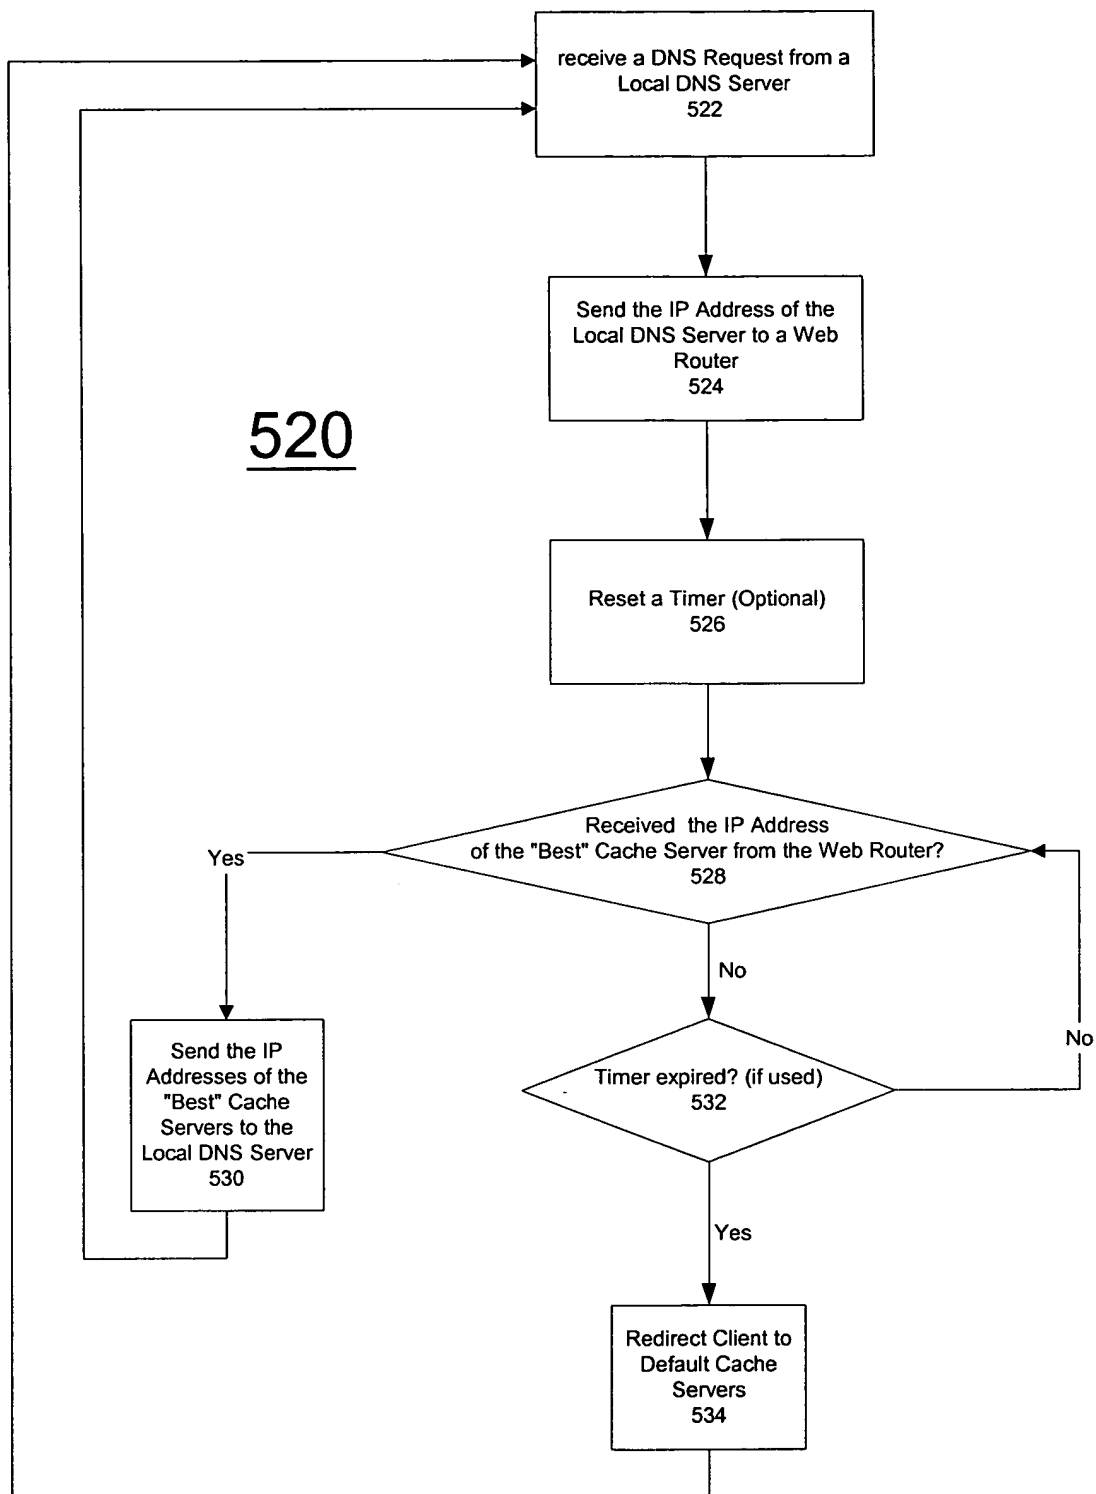 receive a DNS Request from a
Local DNS Server
522
Send the IP Address of the
Local DNS Server to a Web
Router
524
520
Reset a Timer (Optional)
526
Received the IP Address
of the "Best" Cache Server from the Web Router?
528
Yes
No
No
Send the IP
Addresses of the
"Best" Cache
Servers to the
Local DNS Server
530
Timer expired? (if used)
532
Yes
Redirect Client to
Default Cache
Servers
534